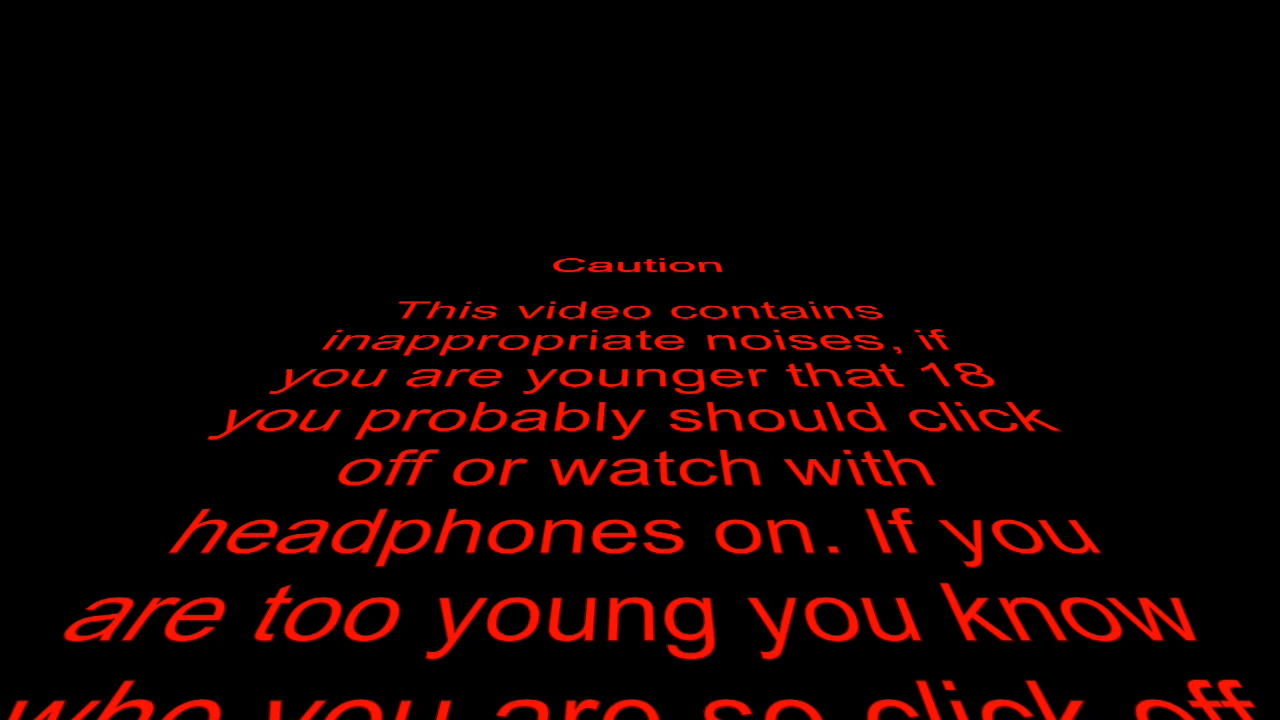 Caution
This video contains
inappropriate noises, if
you are younger that 18
you probably should click
off or watch with
headphones on. If you
are too young you know
who you are so click off